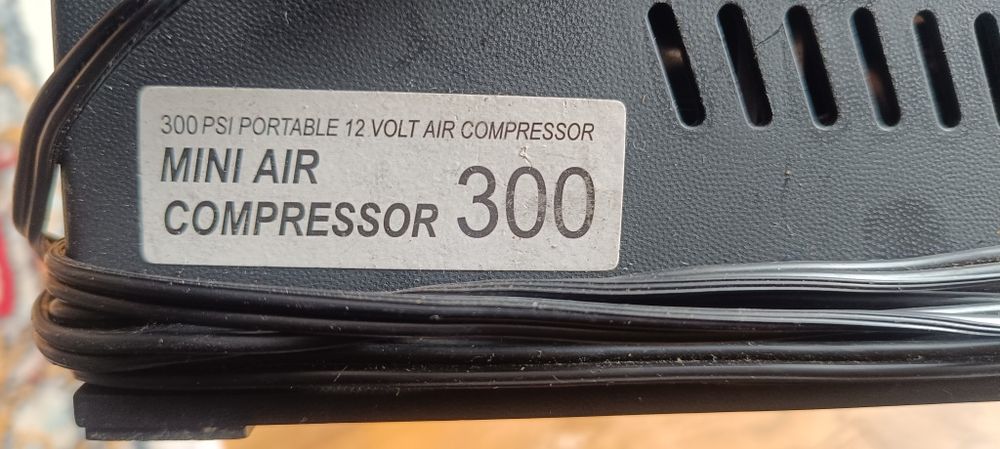 300 PSI PORTABLE 12 VOLT AIR COMPRESSOR
MINI AIR
COMPRESSOR 300